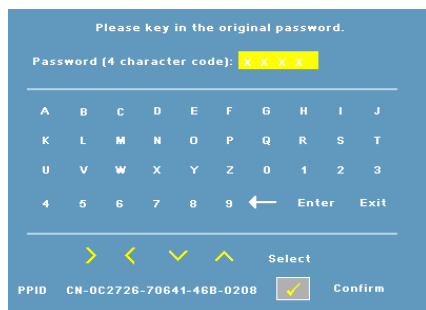 Please key in the original password.
Password (4 character code): X X X X
A B C D E F G H I J
K L M N O P Q R S T
U V W X Y Z 0 1 2 3
4 5 6 7 8 9 ← Enter Exit
> < ∨ ∧ Select
PPID CN-0C2726-70641-46B-0208 ✓ Confirm